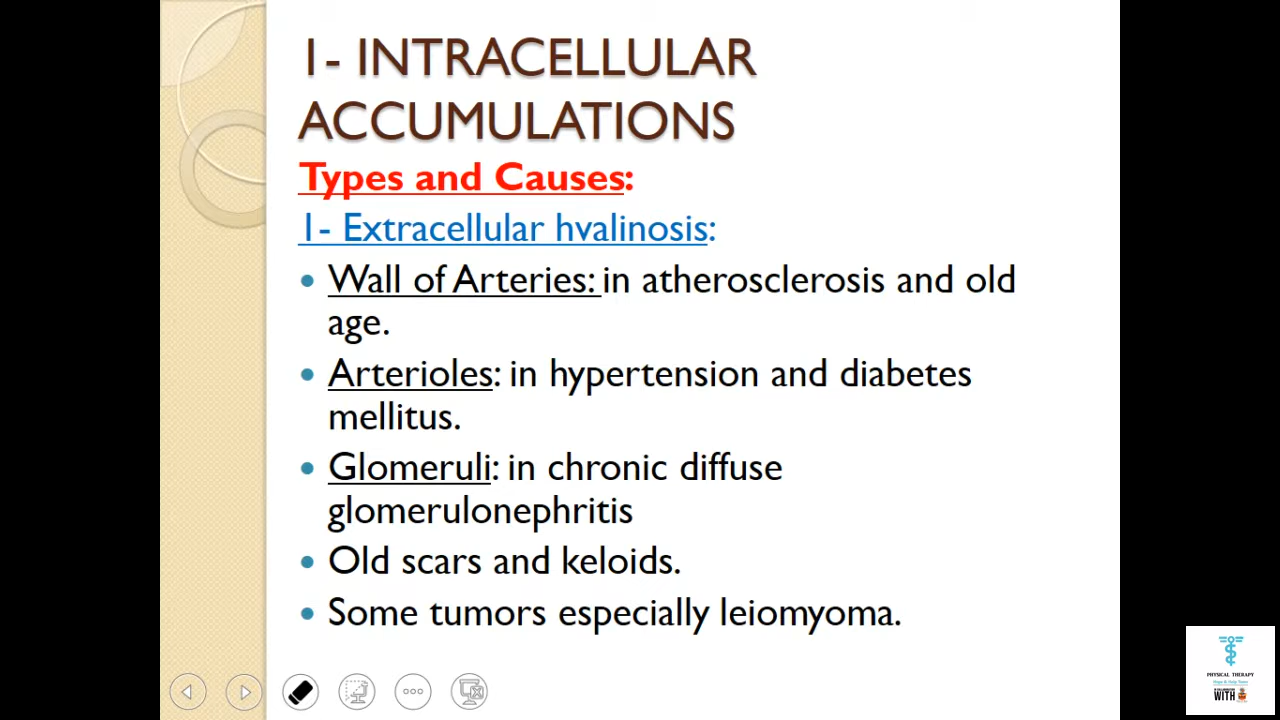 1- INTRACELLULAR
ACCUMULATIONS
Types and Causes:
1- Extracellular hvalinosis:
• Wall of Arteries: in atherosclerosis and old
age.
• Arterioles: in hypertension and diabetes
mellitus.
• Glomeruli: in chronic diffuse
glomerulonephritis
• Old scars and keloids.
• Some tumors especially leiomyoma.
PHYSICAL THERAPY
WITH